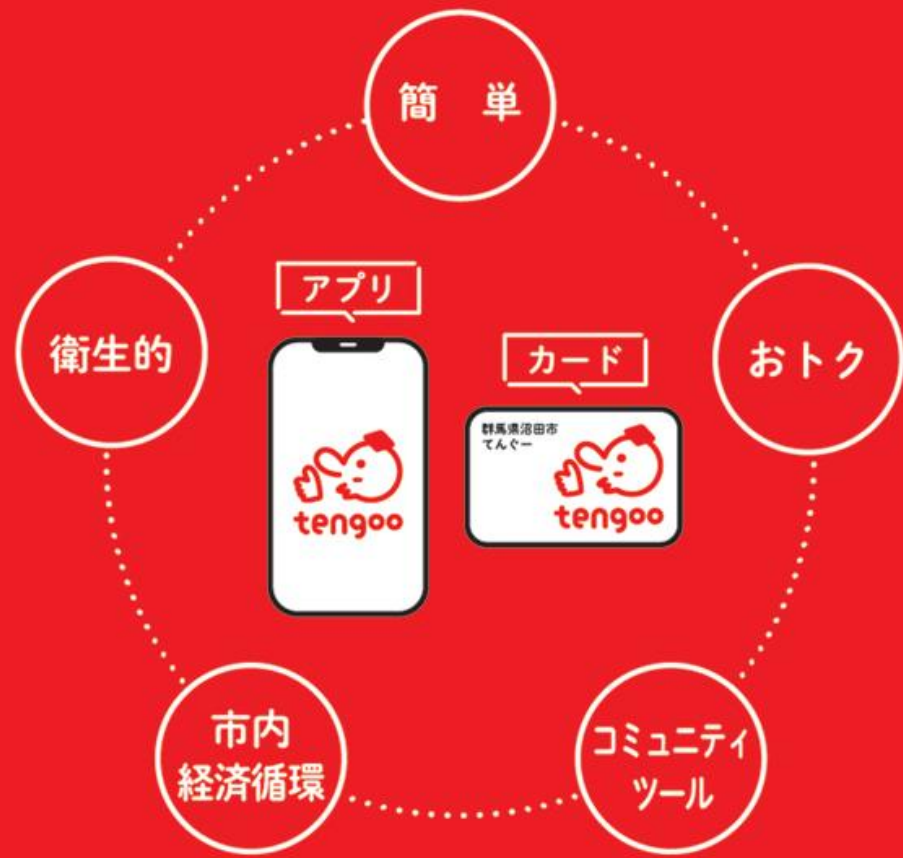 簡 単
衛生的
おトク
アプリ
カード
tengoo
群馬県沼田市
てんぐー
tengoo
市内
経済循環
コミュニティ
ツール